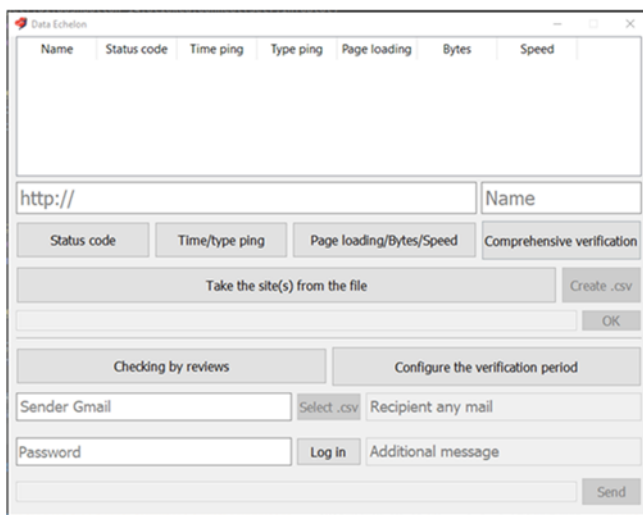 Data Echelon
Name Status code Time ping Type ping Page loading Bytes Speed
http:// Name
Status code Time/type ping Page loading/Bytes/Speed Comprehensive verification
Take the site(s) from the file Create .csv
OK
Checking by reviews Configure the verification period
Sender Gmail Select .csv Recipient any mail
Password Log in Additional message
Send